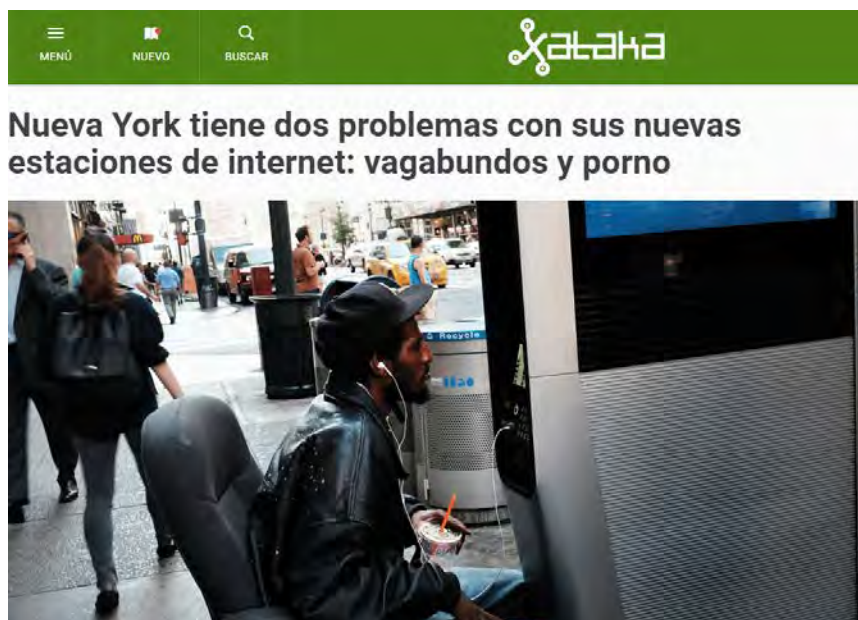 MENÚ
NUEVO
BUSCAR
xataka
Nueva York tiene dos problemas con sus nuevas
estaciones de internet: vagabundos y porno
Recycle